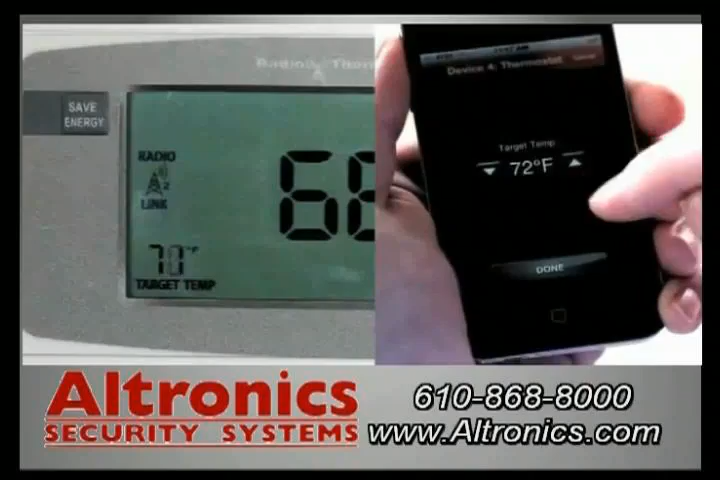 SAVE
ENERGY
RADIO
2
LINK
70°F
TARGET TEMP
Device 4: Thermostat
Target Temp
72°F
DONE
Altronics
SECURITY SYSTEMS
610-868-8000
www.Altronics.com